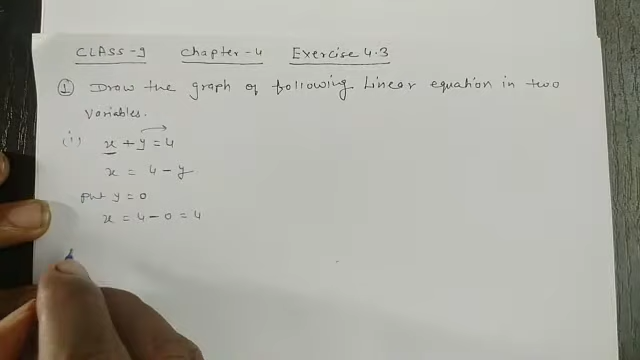 CLASS-9 Chapter-4 Exercise 4.3
① Draw the graph of following Linear equation in two
variables.
(i) x + y = 4
x = 4 - y
put y = 0
x = 4 - 0 = 4